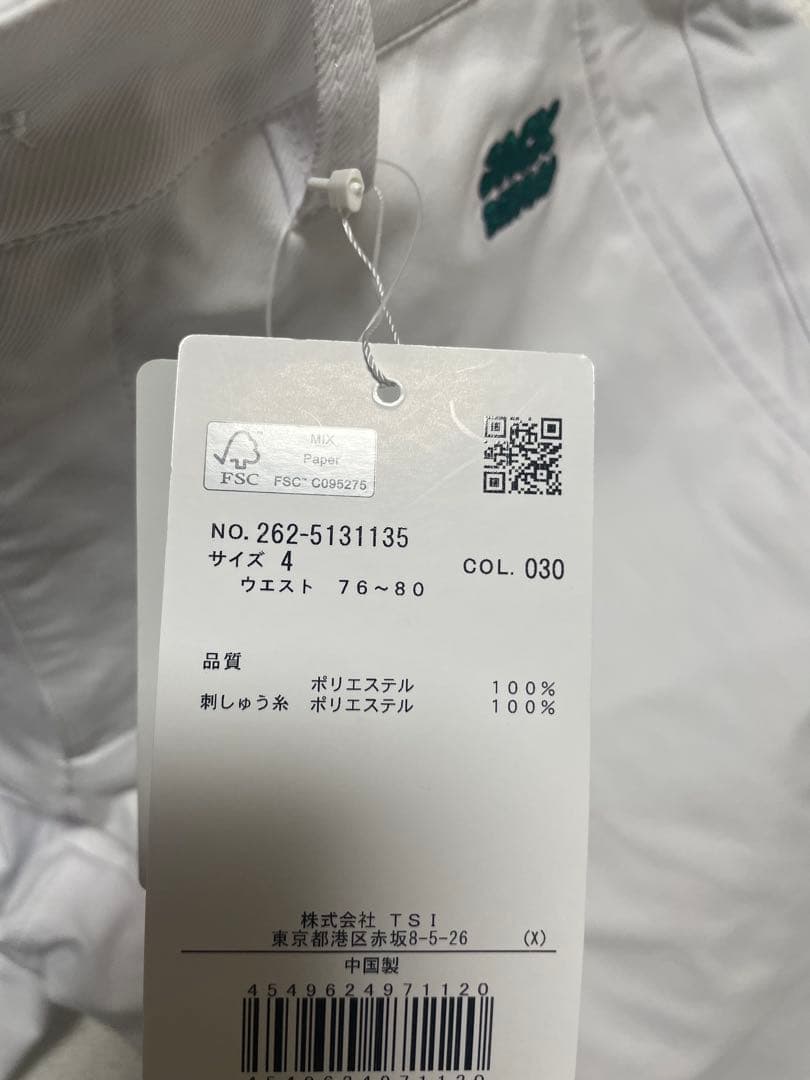 JACK
BUNNY
MIX
Paper
FSC
FSC™ C095275
NO. 262-5131135
サイズ 4
COL. 030
ウエスト 76～80
品質
ポリエステル 100%
刺しゅう糸 ポリエステル 100%
株式会社 TSI
東京都港区赤坂8-5-26 (X)
中国製
4549624971120
4549624971120